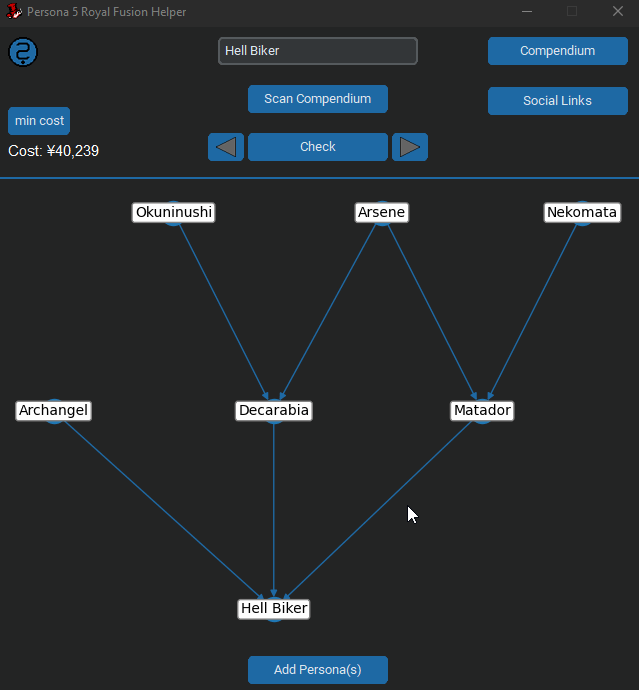 Persona 5 Royal Fusion Helper
Hell Biker
Compendium
Scan Compendium
Social Links
min cost
Check
Cost: ¥40,239
Okuninushi
Arsene
Nekomata
Archangel
Decarabia
Matador
Hell Biker
Add Persona(s)